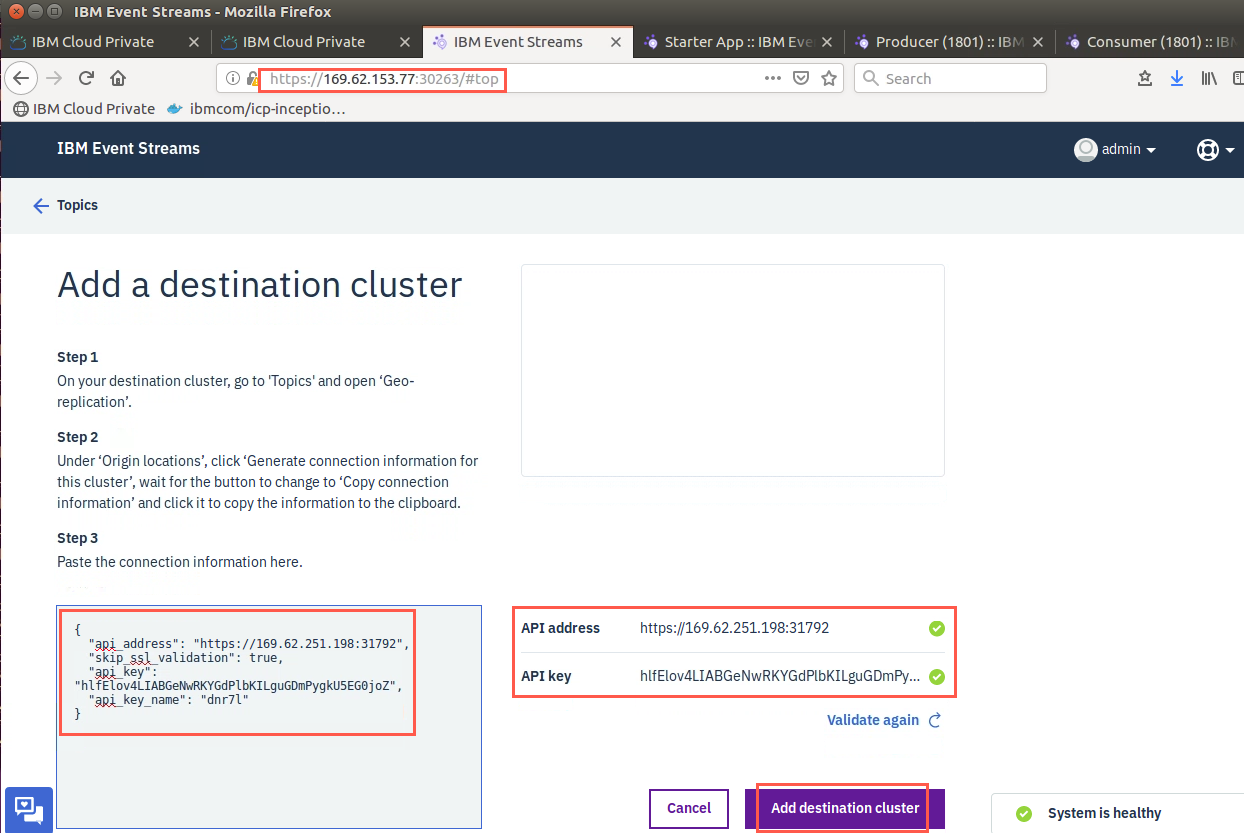 IBM Event Streams - Mozilla Firefox
IBM Cloud Private
IBM Cloud Private
IBM Event Streams
Starter App :: IBM Eve
Producer (1801) :: IBM
Consumer (1801) :: IB
https://169.62.153.77:30263/#top
Search
IBM Cloud Private
ibmcom/icp-inceptio…
IBM Event Streams
admin
Topics
Add a destination cluster
Step 1
On your destination cluster, go to 'Topics' and open ‘Geo-
replication’.
Step 2
Under ‘Origin locations’, click ‘Generate connection information for
this cluster’, wait for the button to change to ‘Copy connection
information’ and click it to copy the information to the clipboard.
Step 3
Paste the connection information here.
{
"api_address": "https://169.62.251.198:31792",
"skip_ssl_validation": true,
"api_key":
"hlfElov4LIABGeNwRKYGdPlbKILguGDmPygkU5EG0joZ",
"api_key_name": "dnr7l"
}
API address https://169.62.251.198:31792
API key hlfElov4LIABGeNwRKYGdPlbKILguGDmPy...
Validate again
Cancel
Add destination cluster
System is healthy